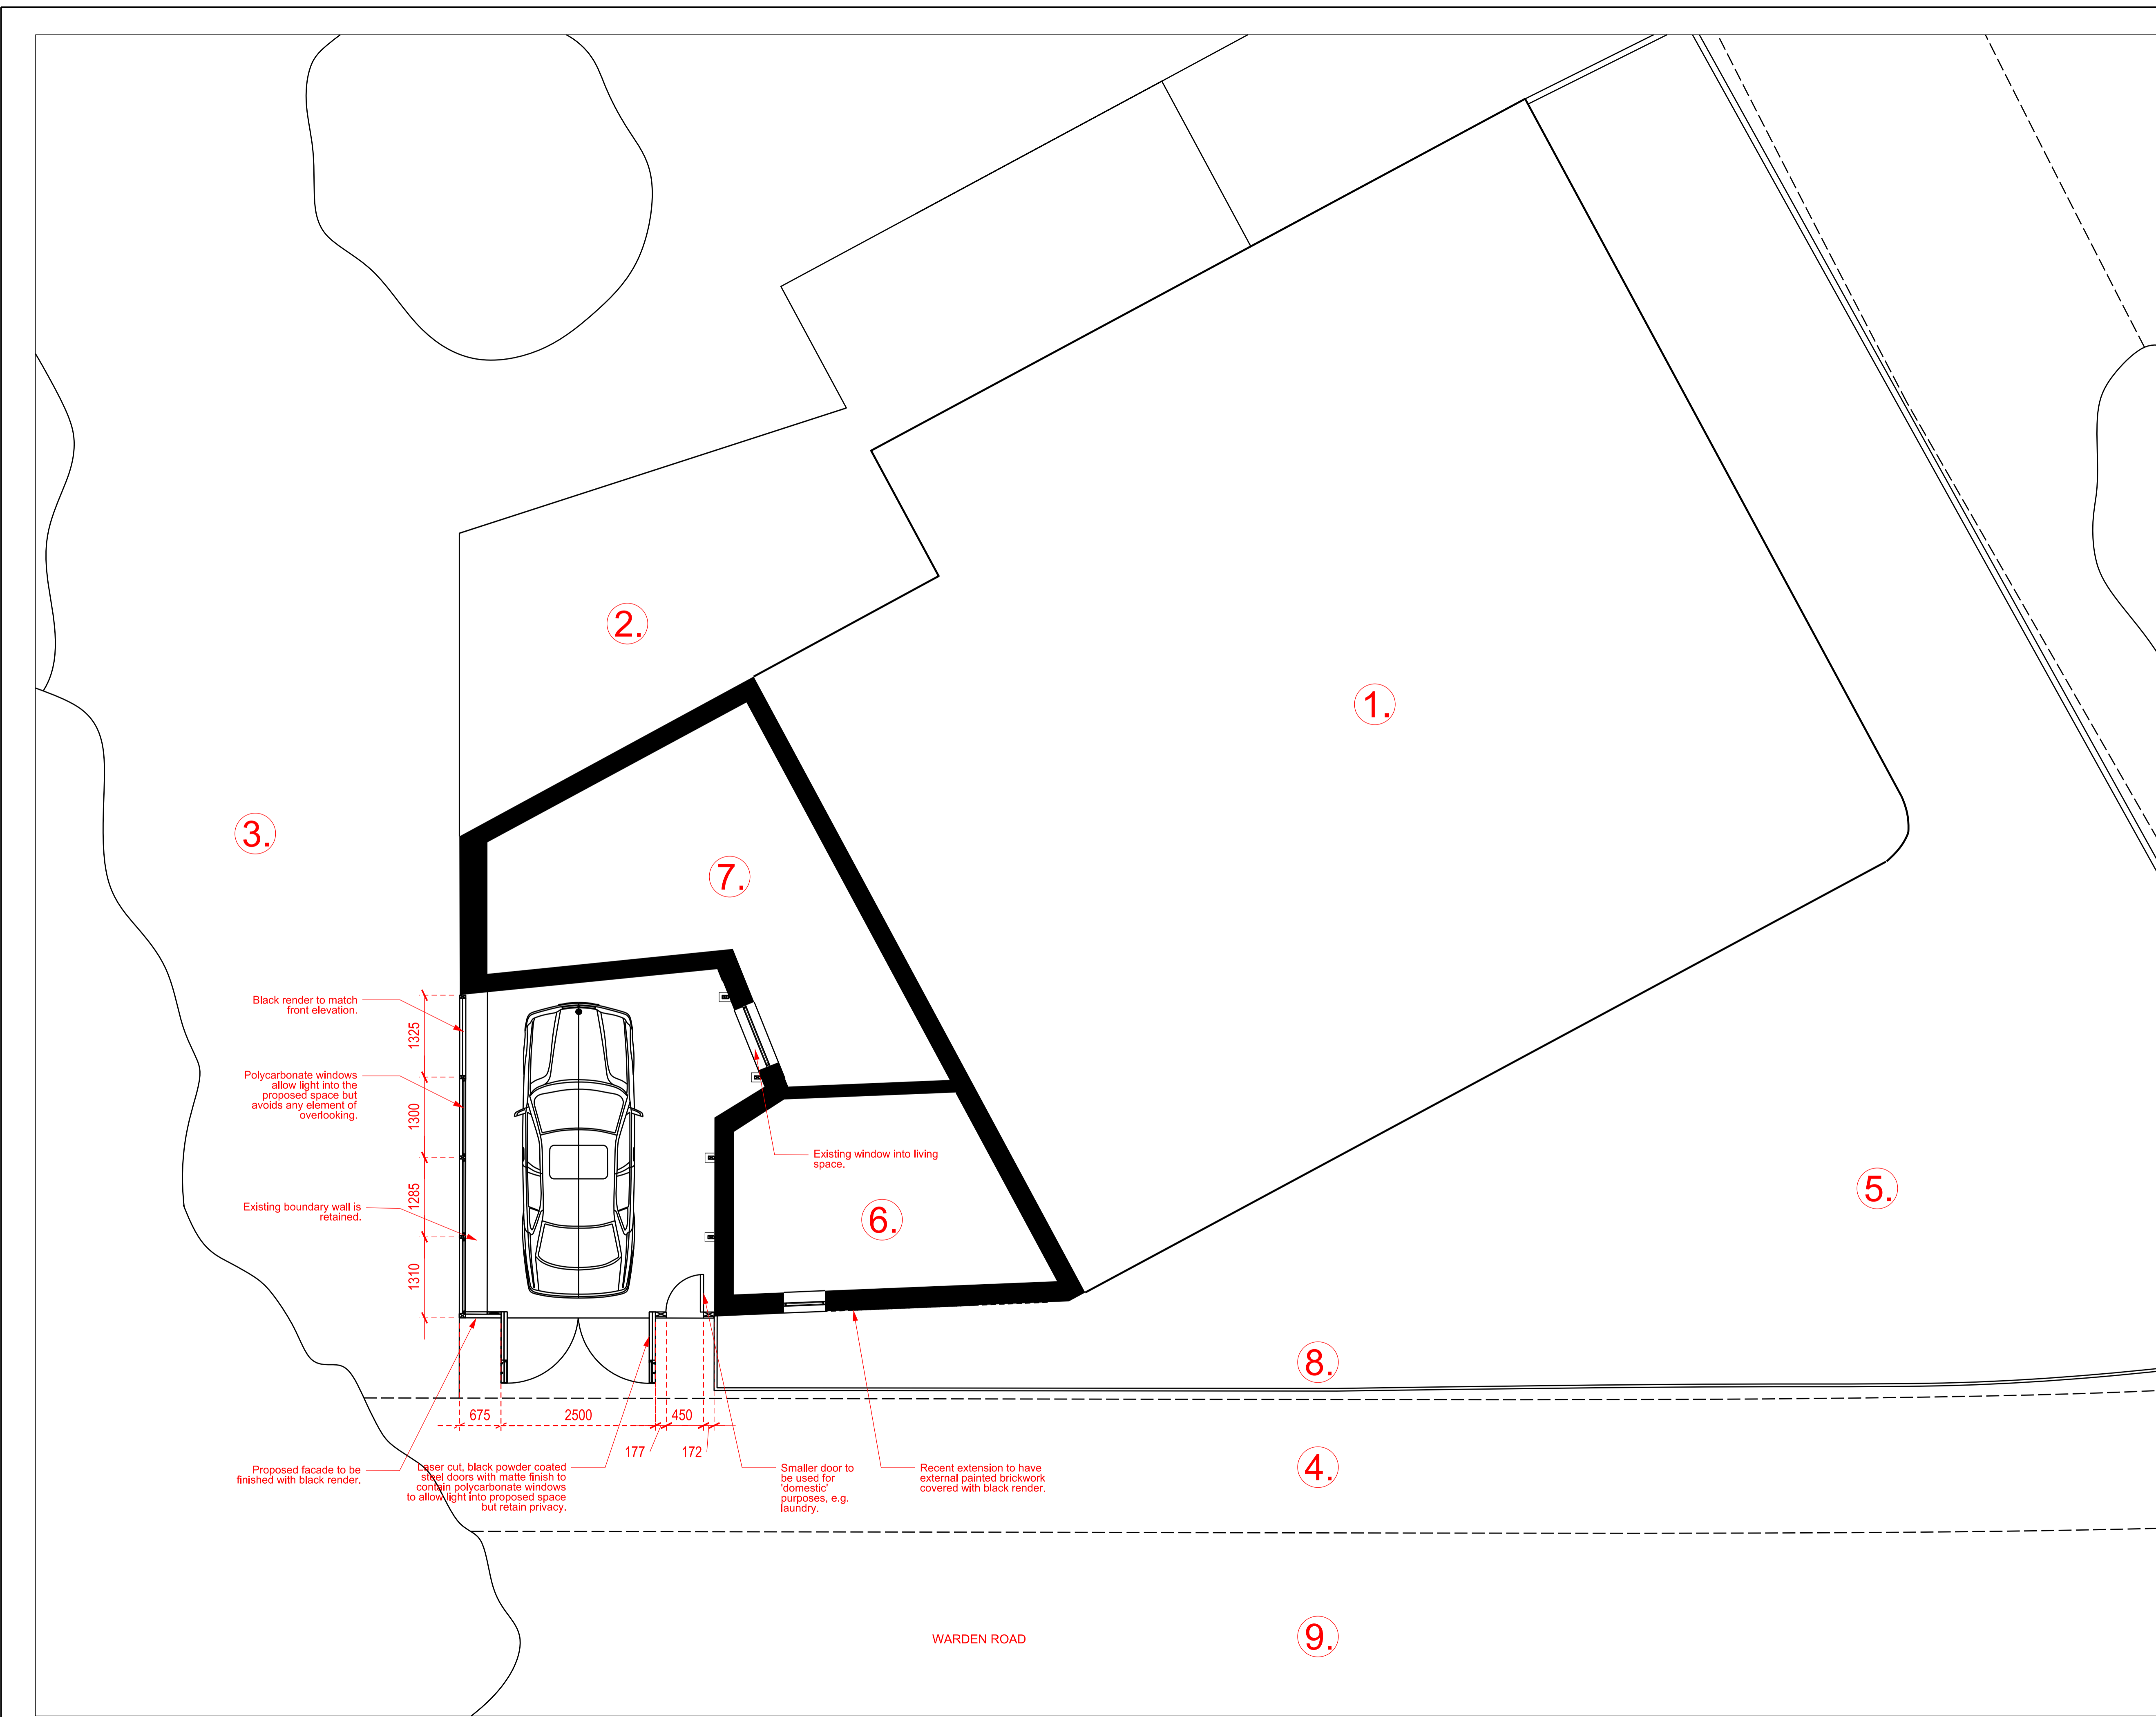 1.
2.
3.
7.
Black render to match
front elevation.
1325
Polycarbonate windows
allow light into the
proposed space but
avoids any element of
overlooking.
1300
Existing window into living
space.
5.
1285
Existing boundary wall is
retained.
6.
1310
8.
675
2500
450
177
172
4.
Proposed facade to be
finished with black render.
Laser cut, black powder coated
steel doors with matte finish to
contain polycarbonate windows
to allow light into proposed space
but retain privacy.
Smaller door to
be used for
'domestic'
purposes, e.g.
laundry.
Recent extension to have
external painted brickwork
covered with black render.
WARDEN ROAD
9.